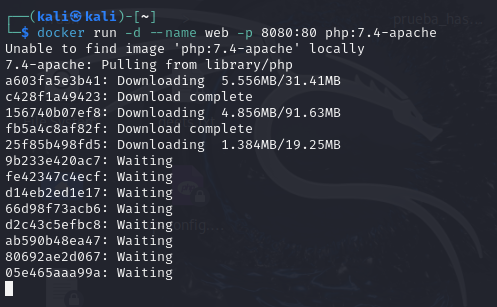 prueba_has...
┌──(kali㉿kali)-[~]
└─$ docker run -d --name web -p 8080:80 php:7.4-apache
Unable to find image 'php:7.4-apache' locally
7.4-apache: Pulling from library/php
a603fa5e3b41: Downloading  5.556MB/31.41MB
c428f1a49423: Download complete
156740b07ef8: Downloading  4.856MB/91.63MB
fb5a4c8af82f: Download complete
25f85b498fd5: Downloading  1.384MB/19.25MB
9b233e420ac7: Waiting
fe42347c4ecf: Waiting
d14eb2ed1e17: Waiting
66d98f73acb6: Waiting
d2c43c5efbc8: Waiting
ab590b48ea47: Waiting
80692ae2d067: Waiting
05e465aaa99a: Waiting